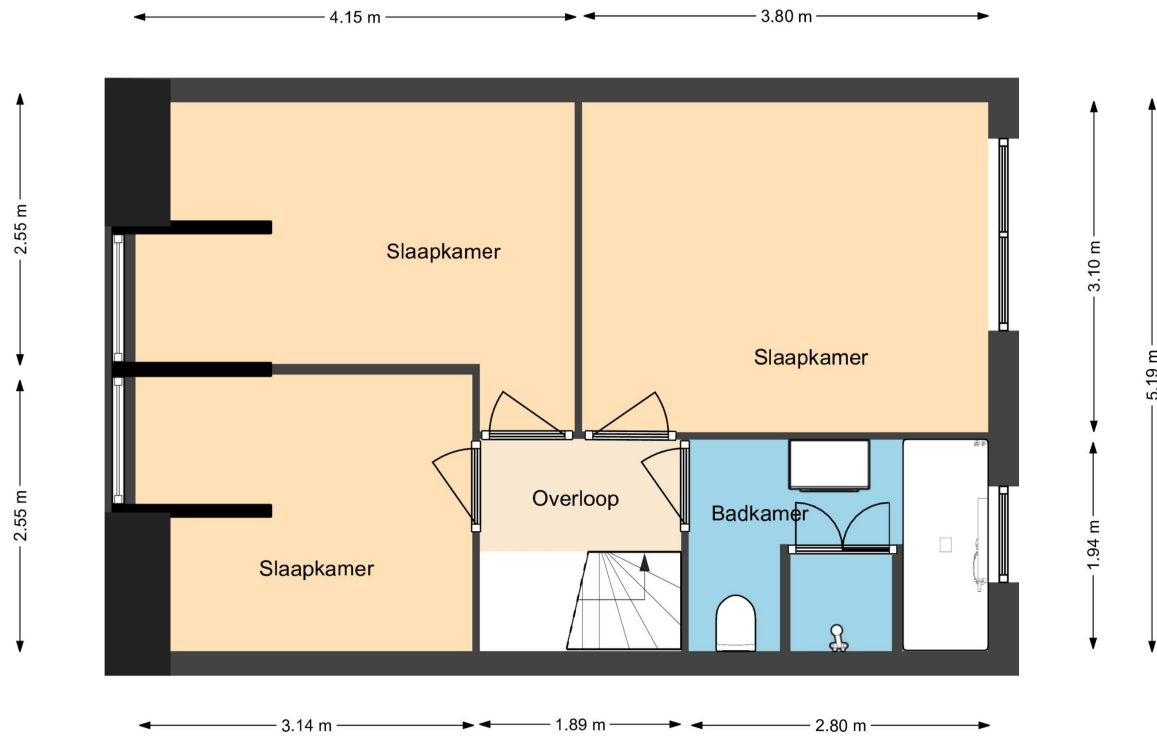 4.15 m
3.80 m
2.55 m
Slaapkamer
3.10 m
Slaapkamer
5.19 m
Overloop
Badkamer
2.55 m
1.94 m
Slaapkamer
3.14 m
1.89 m
2.80 m